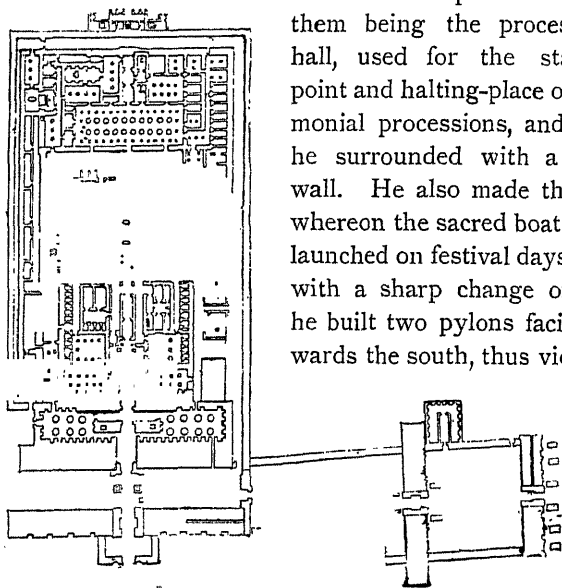 them being the proces
hall, used for the sta
point and halting-place o
monial processions, and
he surrounded with a
wall. He also made th
whereon the sacred boat
launched on festival days
with a sharp change o
he built two pylons faci
wards the south, thus vi